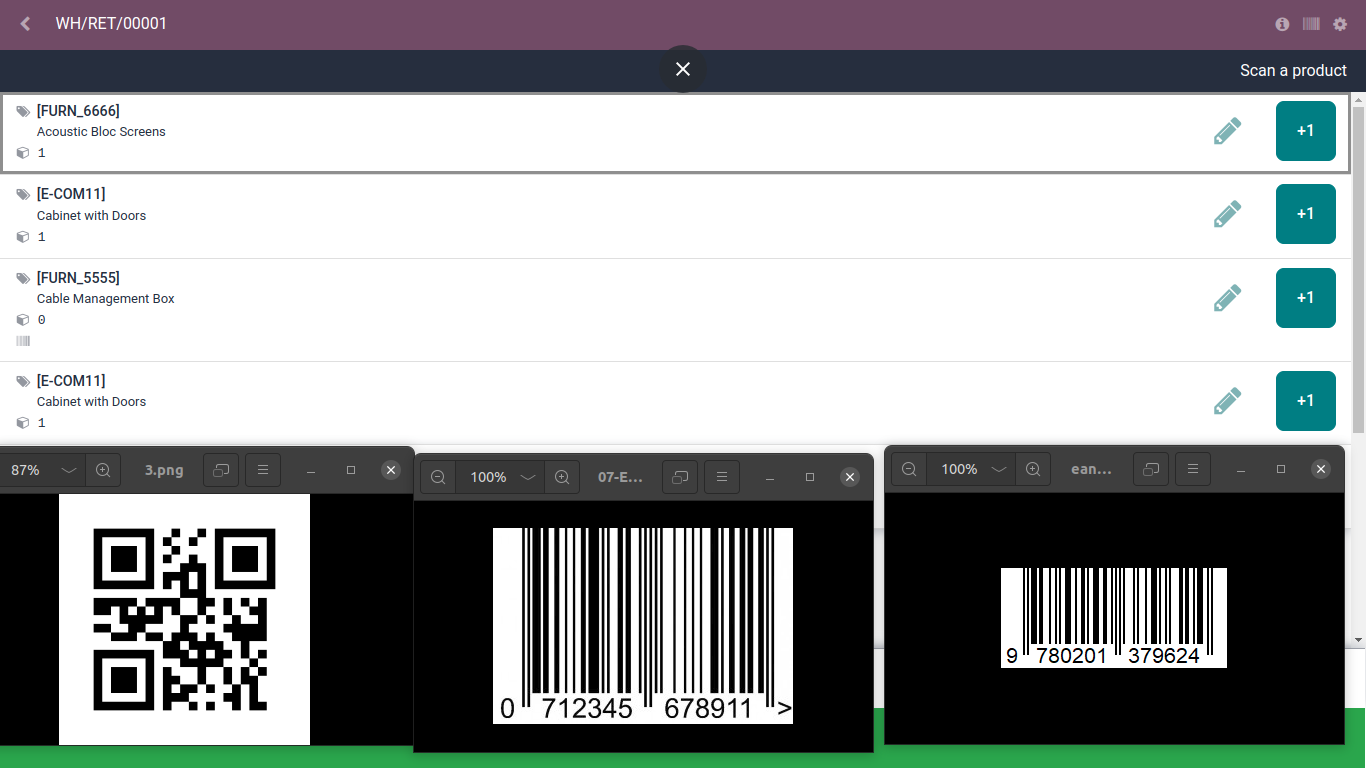 WH/RET/00001
Scan a product
[FURN_6666]
Acoustic Bloc Screens
1
+1
[E-COM11]
Cabinet with Doors
1
+1
[FURN_5555]
Cable Management Box
0
+1
[E-COM11]
Cabinet with Doors
1
+1
87%
3.png
100%
07-E...
100%
ean...
0 712345 678911 >
9 780201 379624